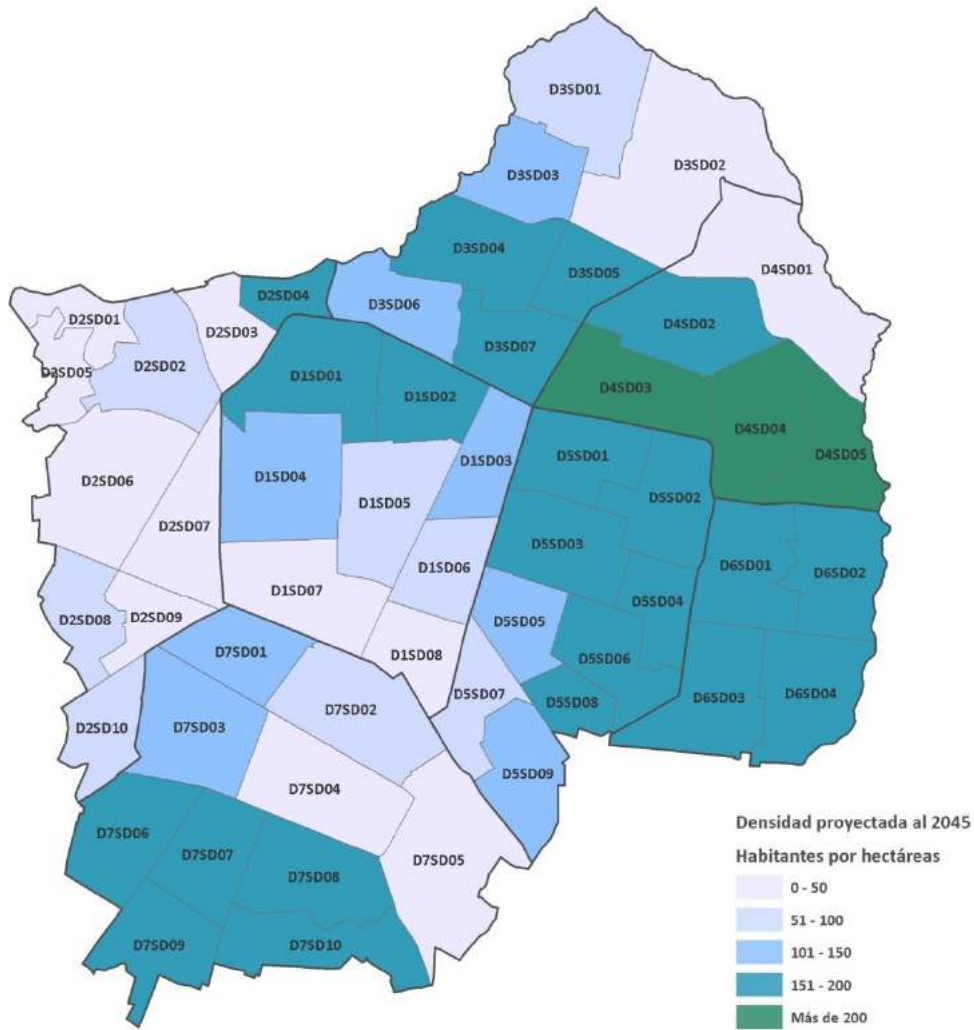 D3SD01
D3SD02
D3SD03
D3SD04
D3SD05
D4SD01
D2SD04
D3SD06
D2SD01
D4SD02
D2SD03
D3SD07
D2SD02
D2SD05
D1SD01
D4SD03
D1SD02
D4SD04
D1SD03
D5SD01
D4SD05
D5SD02
D2SD06
D1SD04
D1SD05
D2SD07
D5SD03
D6SD01
D1SD06
D6SD02
D1SD07
D5SD04
D2SD08
D2SD09
D5SD05
D7SD01
D1SD08
D5SD06
D5SD07
D6SD03
D6SD04
D5SD08
D7SD02
D2SD10
D7SD03
D5SD09
D7SD04
D7SD06
D7SD07
D7SD05
D7SD08
D7SD09
D7SD10
Densidad proyectada al 2045
Habitantes por hectáreas
0 - 50
51 - 100
101 - 150
151 - 200
Más de 200